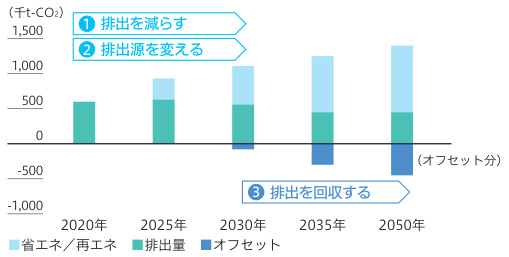 (千t-CO₂)
① 排出を減らす
1,500
② 排出源を変える
1,000
500
0
(オフセット分)
-500
③ 排出を回収する
-1,000
2020年 2025年 2030年 2035年 2050年
省エネ／再エネ 排出量 オフセット